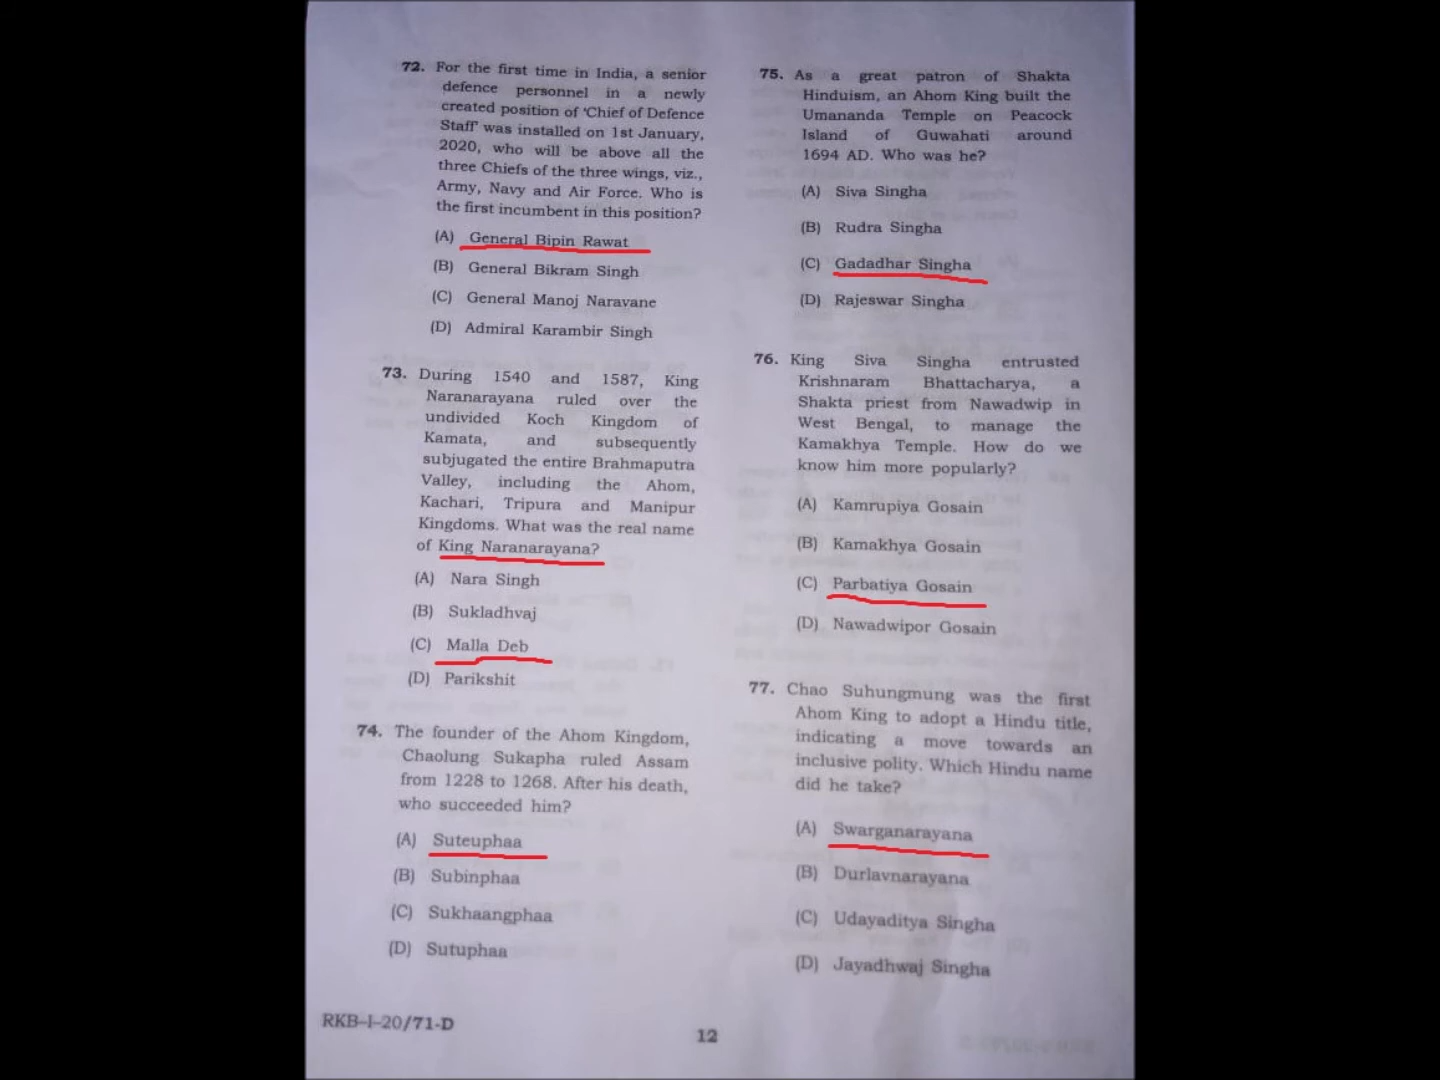 72. For the first time in India, a senior
defence personnel in a newly
created position of 'Chief of Defence
Staff' was installed on 1st January,
2020, who will be above all the
three Chiefs of the three wings, viz.,
Army, Navy and Air Force. Who is
the first incumbent in this position?
(A) General Bipin Rawat
(B) General Bikram Singh
(C) General Manoj Naravane
(D) Admiral Karambir Singh
73. During 1540 and 1587, King
Naranarayana ruled over the
undivided Koch Kingdom of
Kamata, and subsequently
subjugated the entire Brahmaputra
Valley, including the Ahom,
Kachari, Tripura and Manipur
Kingdoms. What was the real name
of King Naranarayana?
(A) Nara Singh
(B) Sukladhvaj
(C) Malla Deb
(D) Parikshit
74. The founder of the Ahom Kingdom,
Chaolung Sukapha ruled Assam
from 1228 to 1268. After his death,
who succeeded him?
(A) Suteuphaa
(B) Subinphaa
(C) Sukhaangphaa
(D) Sutuphaa
75. As a great patron of Shakta
Hinduism, an Ahom King built the
Umananda Temple on Peacock
Island of Guwahati around
1694 AD. Who was he?
(A) Siva Singha
(B) Rudra Singha
(C) Gadadhar Singha
(D) Rajeswar Singha
76. King Siva Singha entrusted
Krishnaram Bhattacharya, a
Shakta priest from Nawadwip in
West Bengal, to manage the
Kamakhya Temple. How do we
know him more popularly?
(A) Kamrupiya Gosain
(B) Kamakhya Gosain
(C) Parbatiya Gosain
(D) Nawadwipor Gosain
77. Chao Suhungmung was the first
Ahom King to adopt a Hindu title,
indicating a move towards an
inclusive polity. Which Hindu name
did he take?
(A) Swarganarayana
(B) Durlavnarayana
(C) Udayaditya Singha
(D) Jayadhwaj Singha
RKB–I–20/71-D
12